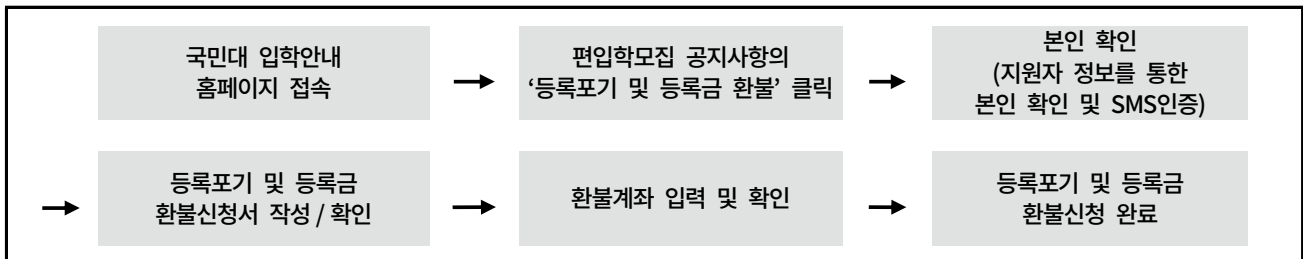 국민대 입학안내
홈페이지 접속
→
편입학모집 공지사항의
‘등록포기 및 등록금 환불’ 클릭
→
본인 확인
(지원자 정보를 통한
본인 확인 및 SMS인증)
→
등록포기 및 등록금
환불신청서 작성 / 확인
→
환불계좌 입력 및 확인
→
등록포기 및 등록금
환불신청 완료